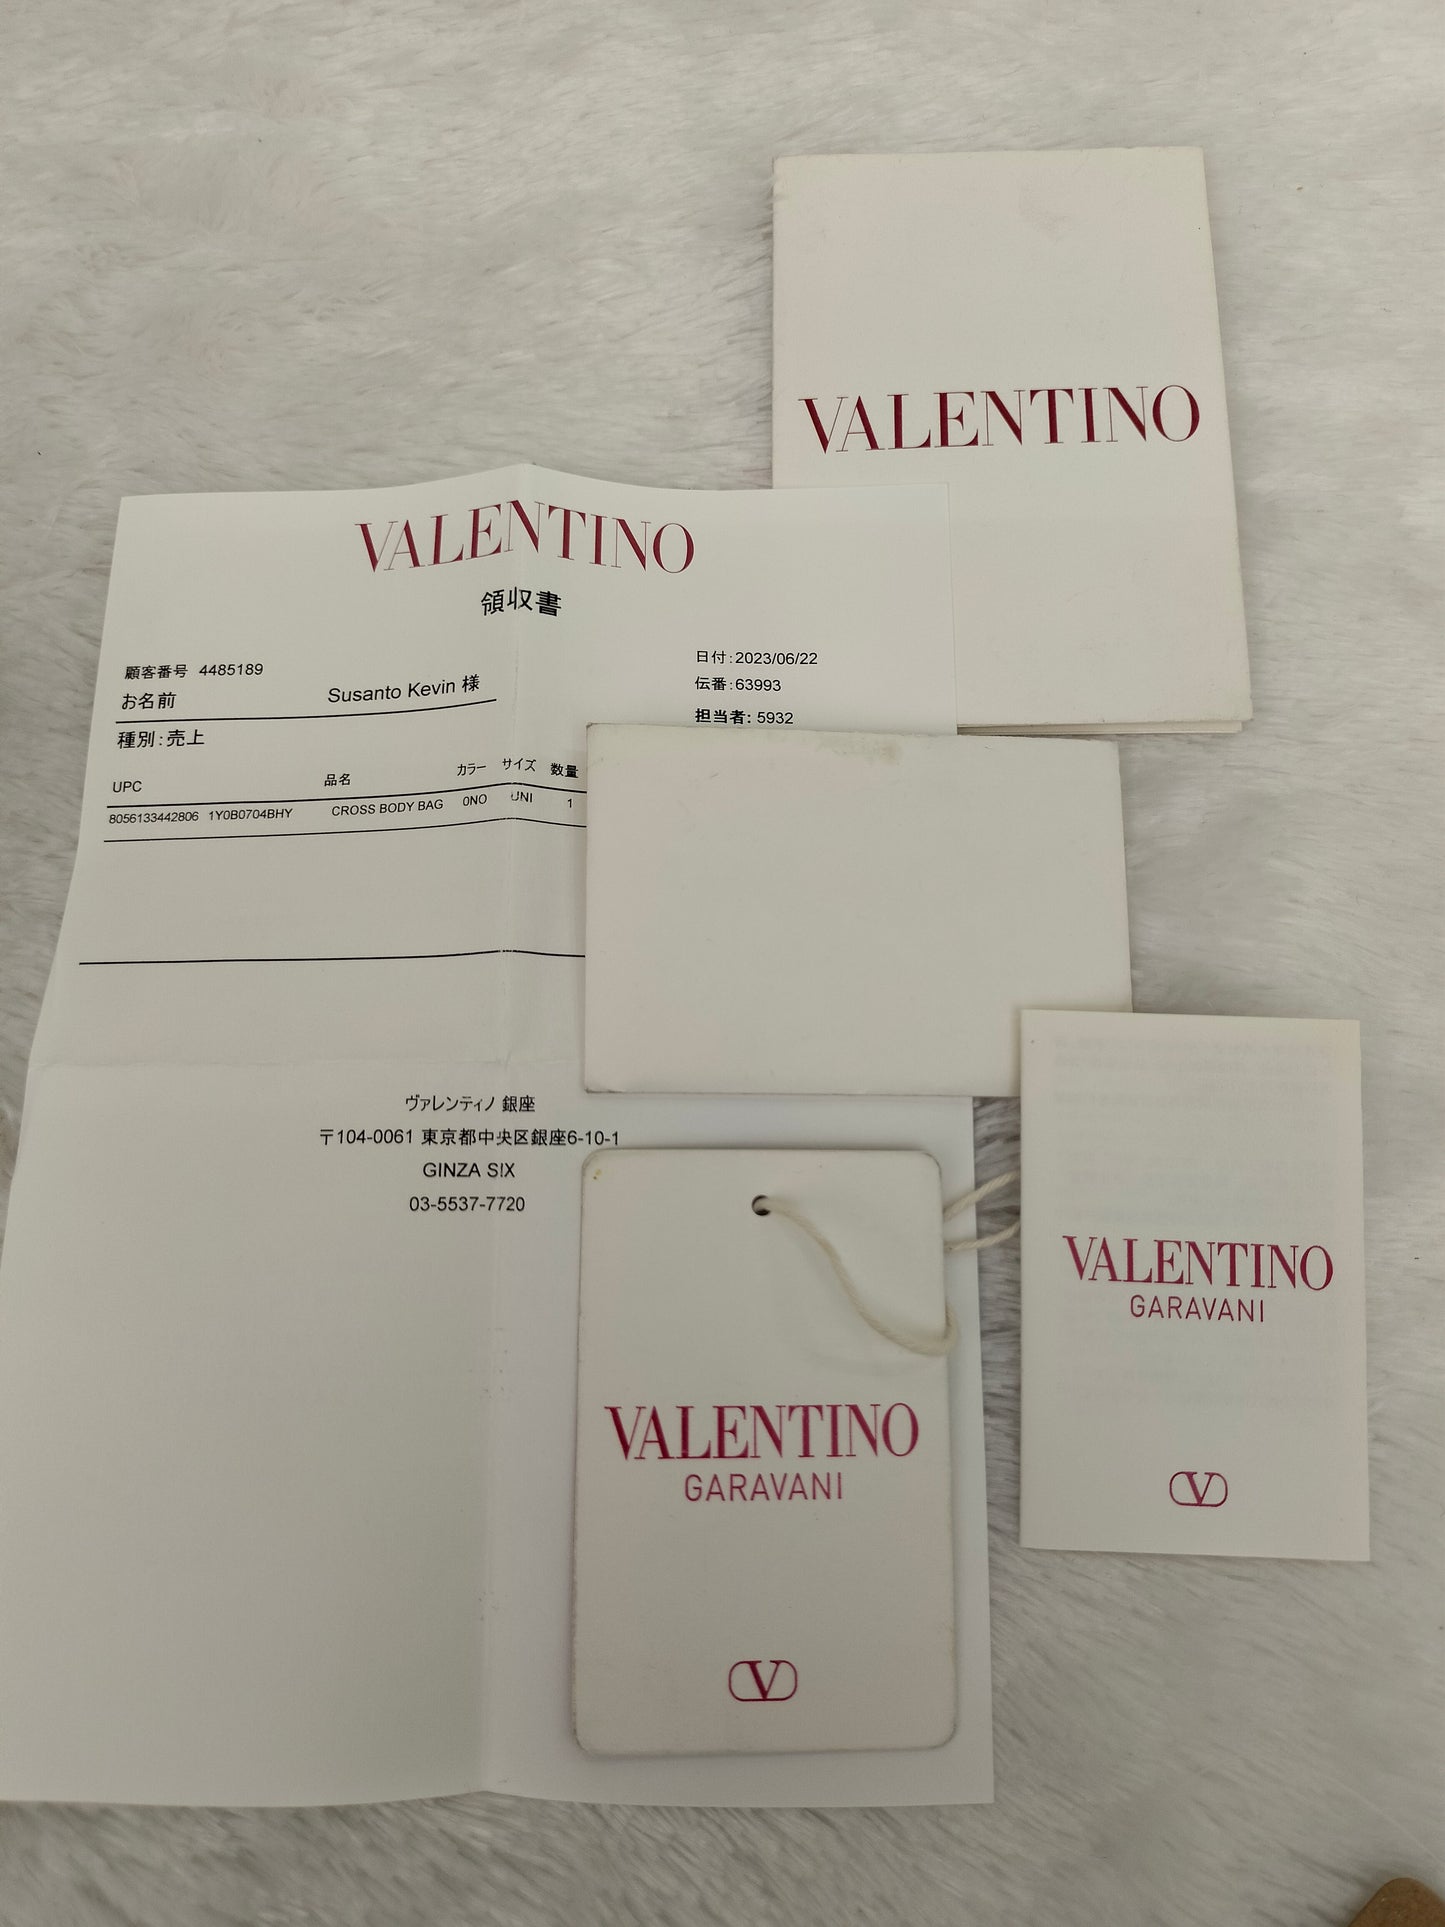 VALENTINO
VALENTINO
領収書
顧客番号 4485189
お名前 Susanto Kevin 様
種別:売上
日付:2023/06/22
伝番:63993
担当者: 5932
UPC 品名 カラー サイズ 数量
8056133442806 1Y0B0704BHY CROSS BODY BAG 0NO UNI 1
ヴァレンティノ 銀座
〒104-0061 東京都中央区銀座6-10-1
GINZA SIX
03-5537-7720
VALENTINO
GARAVANI
V
VALENTINO
GARAVANI
V